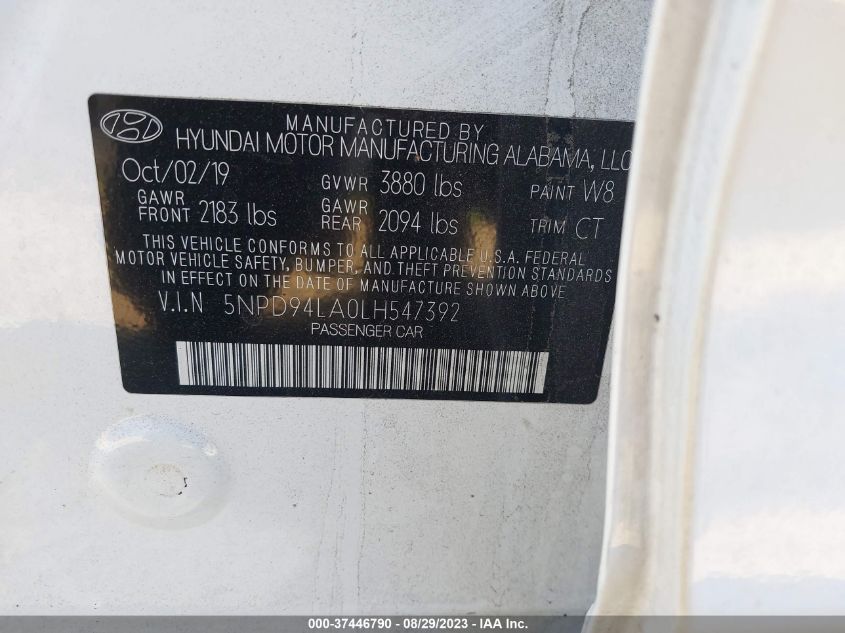 MANUFACTURED BY
HYUNDAI MOTOR MANUFACTURING ALABAMA, LLC
Oct/02/19 GVWR 3880 lbs PAINT W8
GAWR FRONT 2183 lbs GAWR REAR 2094 lbs TRIM CT
THIS VEHICLE CONFORMS TO ALL APPLICABLE U.S.A. FEDERAL
MOTOR VEHICLE SAFETY, BUMPER, AND THEFT PREVENTION STANDARDS
IN EFFECT ON THE DATE OF MANUFACTURE SHOWN ABOVE.
V.I.N 5NPD94LA0LH547392
PASSENGER CAR
000-37446790 - 08/29/2023 - IAAI Inc.